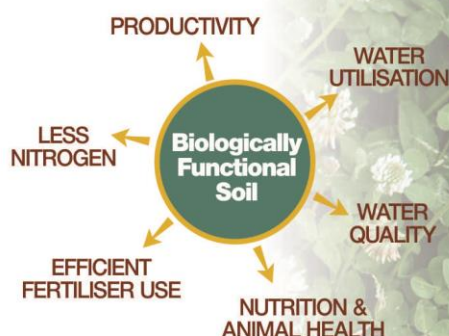 PRODUCTIVITY
WATER
UTILISATION
LESS
NITROGEN
Biologically
Functional
Soil
WATER
QUALITY
EFFICIENT
FERTILISER USE
NUTRITION &
ANIMAL HEALTH